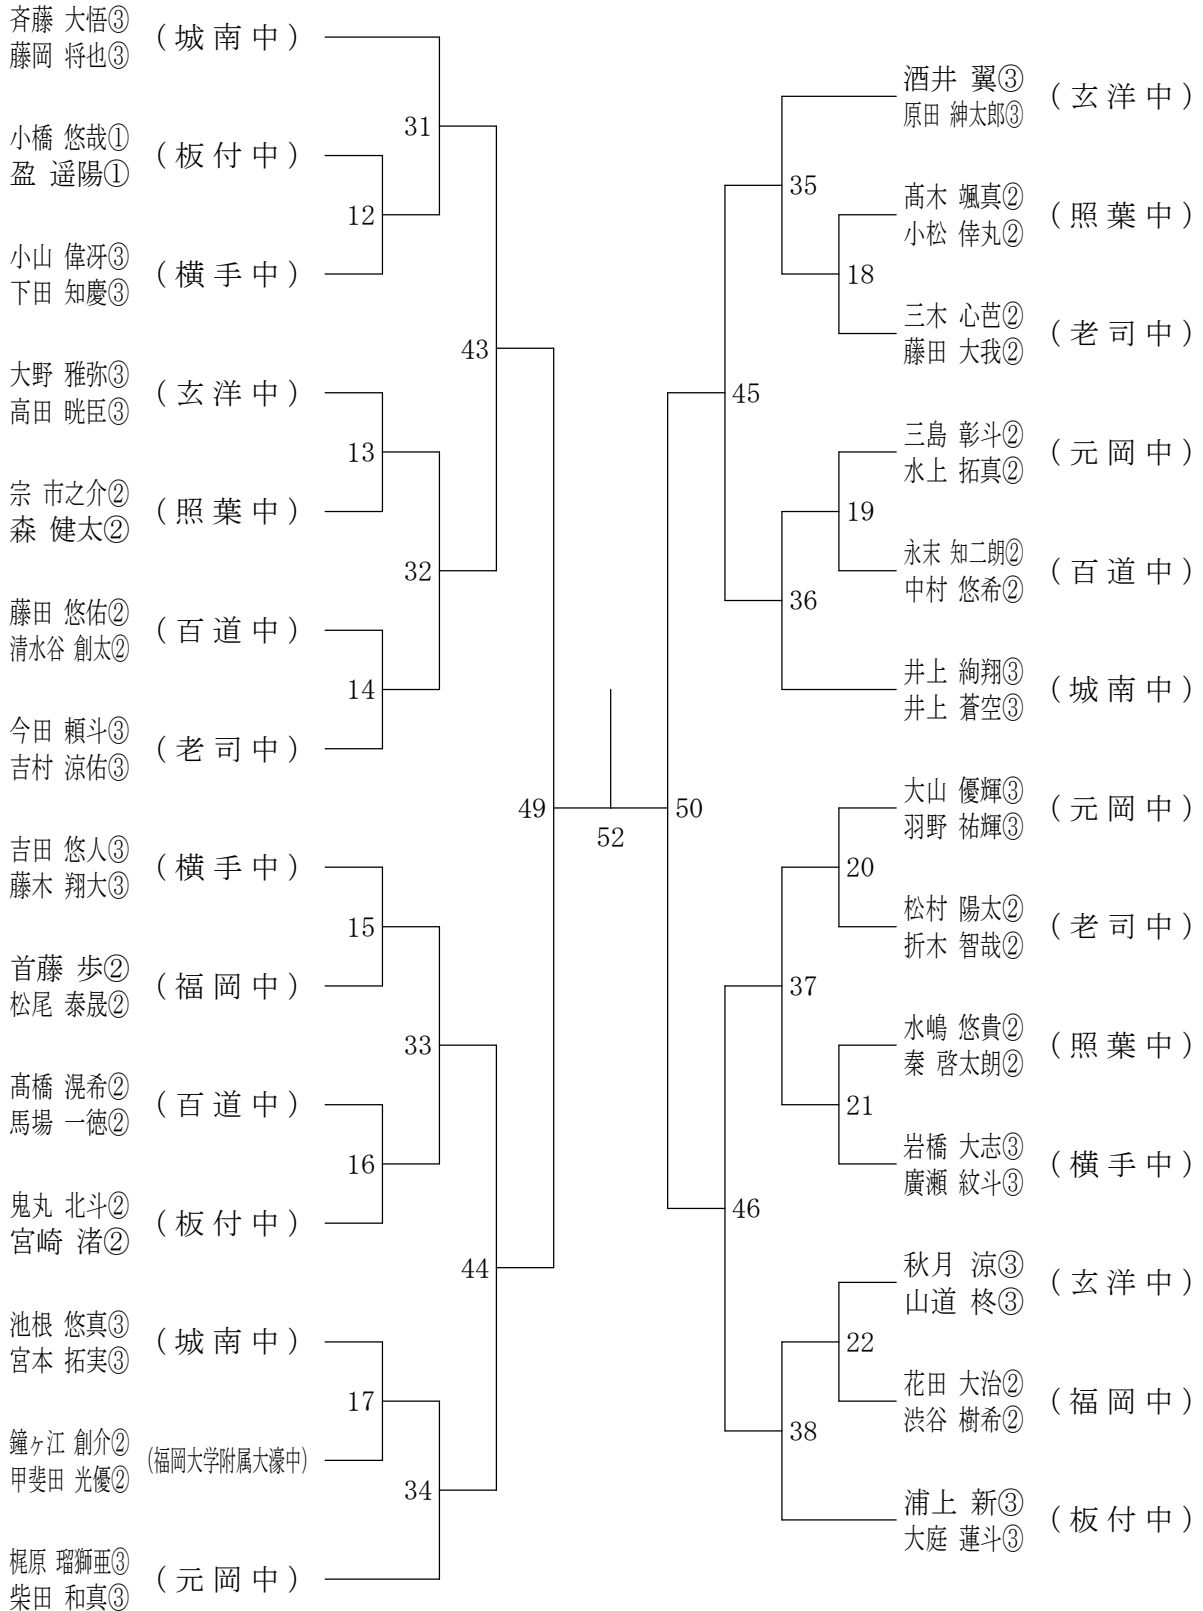 斉藤 大悟③
藤岡 将也③
(城南中)
小橋 悠哉①
盈 遥陽①
(板付中)
小山 偉冴③
下田 知慶③
(横手中)
大野 雅弥③
高田 晄臣③
(玄洋中)
宗 市之介②
森 健太②
(照葉中)
藤田 悠佑②
清水谷 創太②
(百道中)
今田 頼斗③
吉村 涼佑③
(老司中)
吉田 悠人③
藤木 翔大③
(横手中)
首藤 歩②
松尾 泰晟②
(福岡中)
髙橋 滉希②
馬場 一徳②
(百道中)
鬼丸 北斗②
宮崎 渚②
(板付中)
池根 悠真③
宮本 拓実③
(城南中)
鐘ヶ江 創介②
甲斐田 光優②
(福岡大学附属大濠中)
梶原 瑠獅亜③
柴田 和真③
(元岡中)
31
12
43
13
32
14
49
15
33
16
44
17
34
52
50
酒井 翼③
原田 紳太郎③
(玄洋中)
髙木 颯真②
小松 倖丸②
(照葉中)
三木 心芭②
藤田 大我②
(老司中)
三島 彰斗②
水上 拓真②
(元岡中)
永末 知二朗②
中村 悠希②
(百道中)
井上 絢翔③
井上 蒼空③
(城南中)
大山 優輝③
羽野 祐輝③
(元岡中)
松村 陽太②
折木 智哉②
(老司中)
水嶋 悠貴②
秦 啓太朗②
(照葉中)
岩橋 大志③
廣瀬 紋斗③
(横手中)
秋月 涼③
山道 柊③
(玄洋中)
花田 大治②
渋谷 樹希②
(福岡中)
浦上 新③
大庭 蓮斗③
(板付中)
35
18
45
19
36
20
37
21
46
22
38